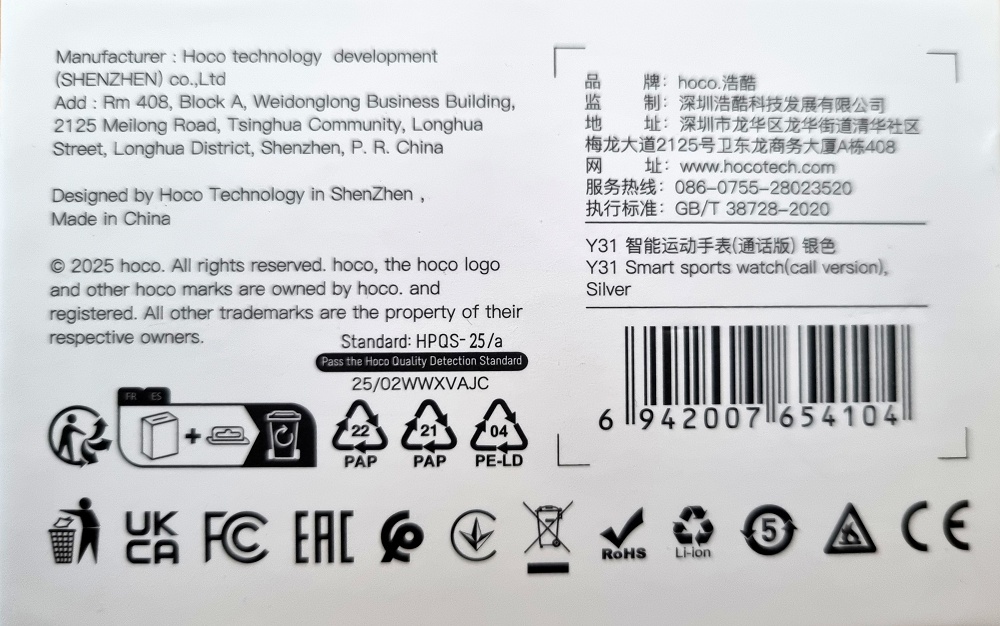 Manufacturer : Hoco technology development
(SHENZHEN) co.,Ltd
Add : Rm 408, Block A, Weidonglong Business Building,
2125 Meilong Road, Tsinghua Community, Longhua
Street, Longhua District, Shenzhen, P. R. China
Designed by Hoco Technology in ShenZhen ,
Made in China
© 2025 hoco. All rights reserved. hoco, the hoco logo
and other hoco marks are owned by hoco. and
registered. All other trademarks are the property of their
respective owners.
Standard: HPQS-25/a
Pass the Hoco Quality Detection Standard
25/02WWXVAJC
FR ES
22
PAP
21
PAP
04
PE-LD
品 牌: hoco.浩酷
监 制: 深圳浩酷科技发展有限公司
地 址: 深圳市龙华区龙华街道清华社区
梅龙大道2125号卫东龙商务大厦A栋408
网 址: www.hocotech.com
服务热线: 086-0755-28023520
执行标准: GB/T 38728-2020
Y31 智能运动手表(通话版) 银色
Y31 Smart sports watch(call version),
Silver
6 942007 654104
UK
CA
FC
EAC
RoHS
Li-ion
5
CE